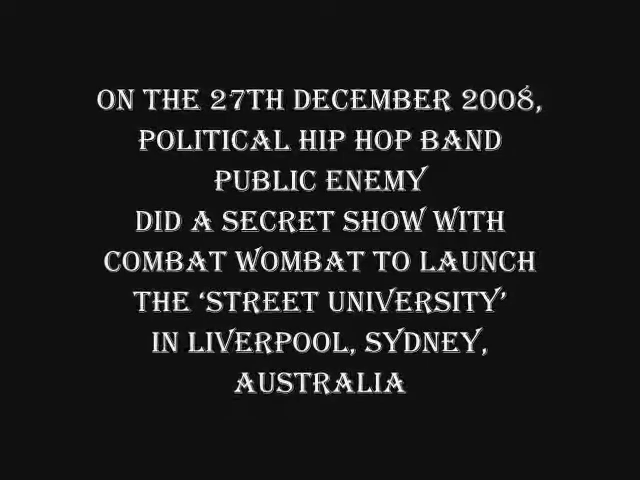 ON THE 27TH DECEMBER 2008,
POLITICAL HIP HOP BAND
PUBLIC ENEMY
DID A SECRET SHOW WITH
COMBAT WOMBAT TO LAUNCH
THE ‘STREET UNIVERSITY’
IN LIVERPOOL, SYDNEY,
AUSTRALIA